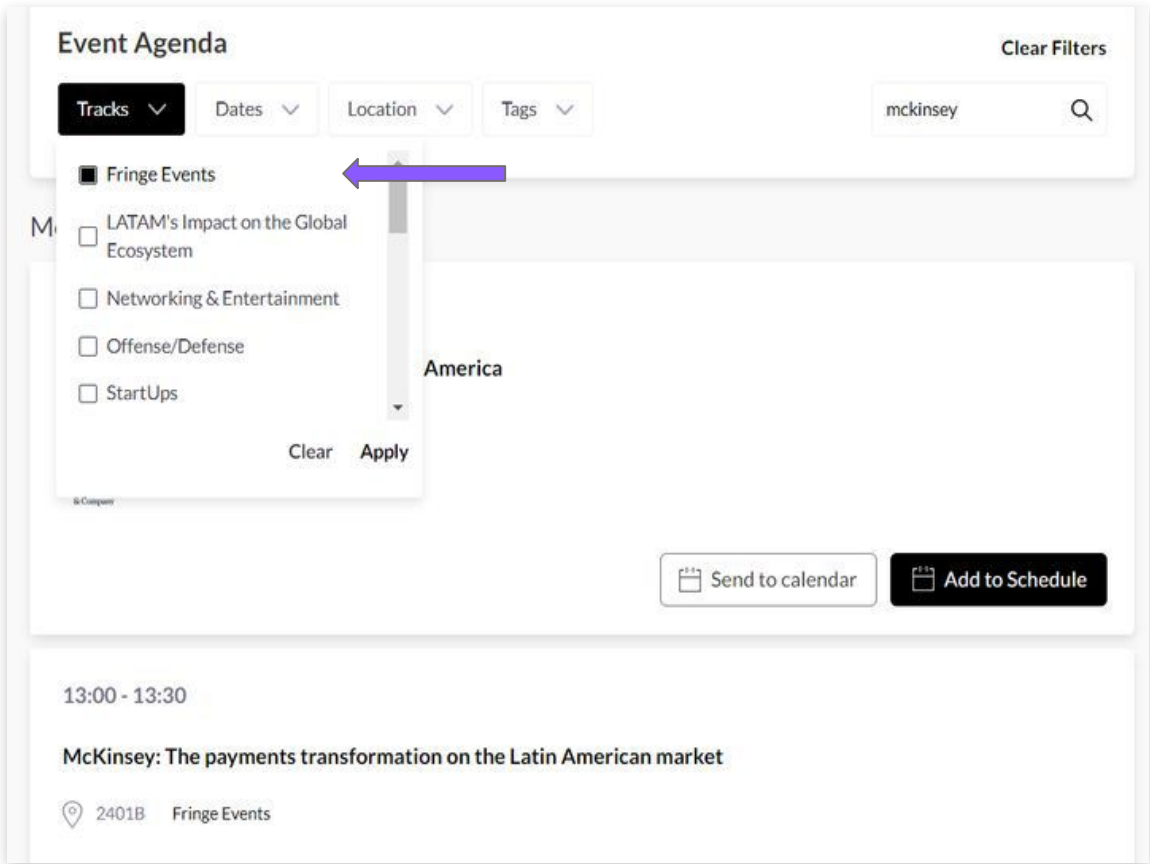 Event Agenda
Clear Filters
Tracks
Dates
Location
Tags
mckinsey
Fringe Events
LATAM's Impact on the Global
Ecosystem
Networking & Entertainment
Offense/Defense
StartUps
America
Clear
Apply
& Company
Send to calendar
Add to Schedule
13:00 - 13:30
McKinsey: The payments transformation on the Latin American market
2401B
Fringe Events